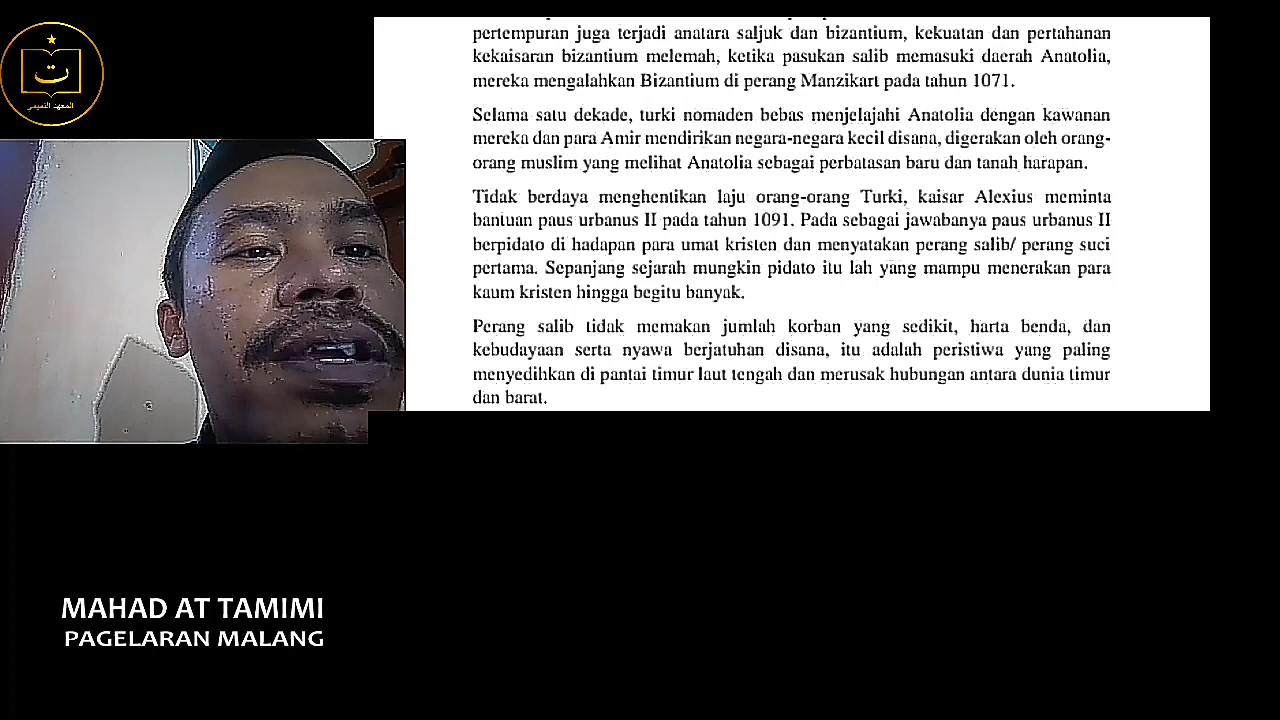 المعهد التميمي
pertempuran juga terjadi anatara saljuk dan bizantium, kekuatan dan pertahanan
kekaisaran bizantium melemah, ketika pasukan salib memasuki daerah Anatolia,
mereka mengalahkan Bizantium di perang Manzikart pada tahun 1071.
Selama satu dekade, turki nomaden bebas menjelajahi Anatolia dengan kawanan
mereka dan para Amir mendirikan negara-negara kecil disana, digerakan oleh orang-
orang muslim yang melihat Anatolia sebagai perbatasan baru dan tanah harapan.
Tidak berdaya menghentikan laju orang-orang Turki, kaisar Alexius meminta
bantuan paus urbanus II pada tahun 1091. Pada sebagai jawabanya paus urbanus II
berpidato di hadapan para umat kristen dan menyatakan perang salib/ perang suci
pertama. Sepanjang sejarah mungkin pidato itu lah yang mampu menerakan para
kaum kristen hingga begitu banyak.
Perang salib tidak memakan jumlah korban yang sedikit, harta benda, dan
kebudayaan serta nyawa berjatuhan disana, itu adalah peristiwa yang paling
menyedihkan di pantai timur laut tengah dan merusak hubungan antara dunia timur
dan barat.
MAHAD AT TAMIMI
PAGELARAN MALANG